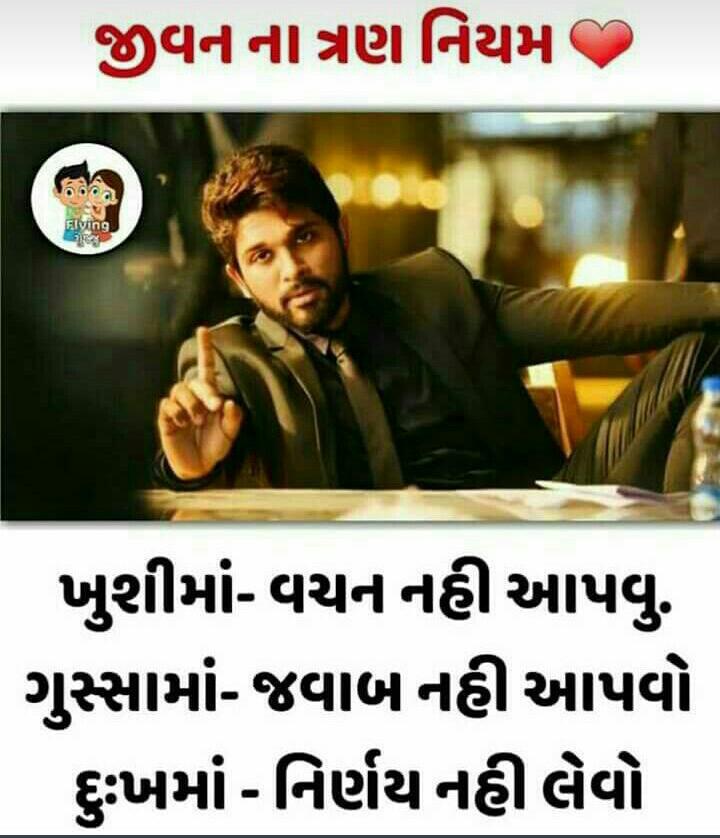 જીવન ના ત્રણ નિયમ ❤️
Flying
ગુજ્જુ
ખુશીમાં- વચન નહી આપવુ.
ગુસ્સામાં- જવાબ નહી આપવો
દુઃખમાં - નિર્ણય નહી લેવો